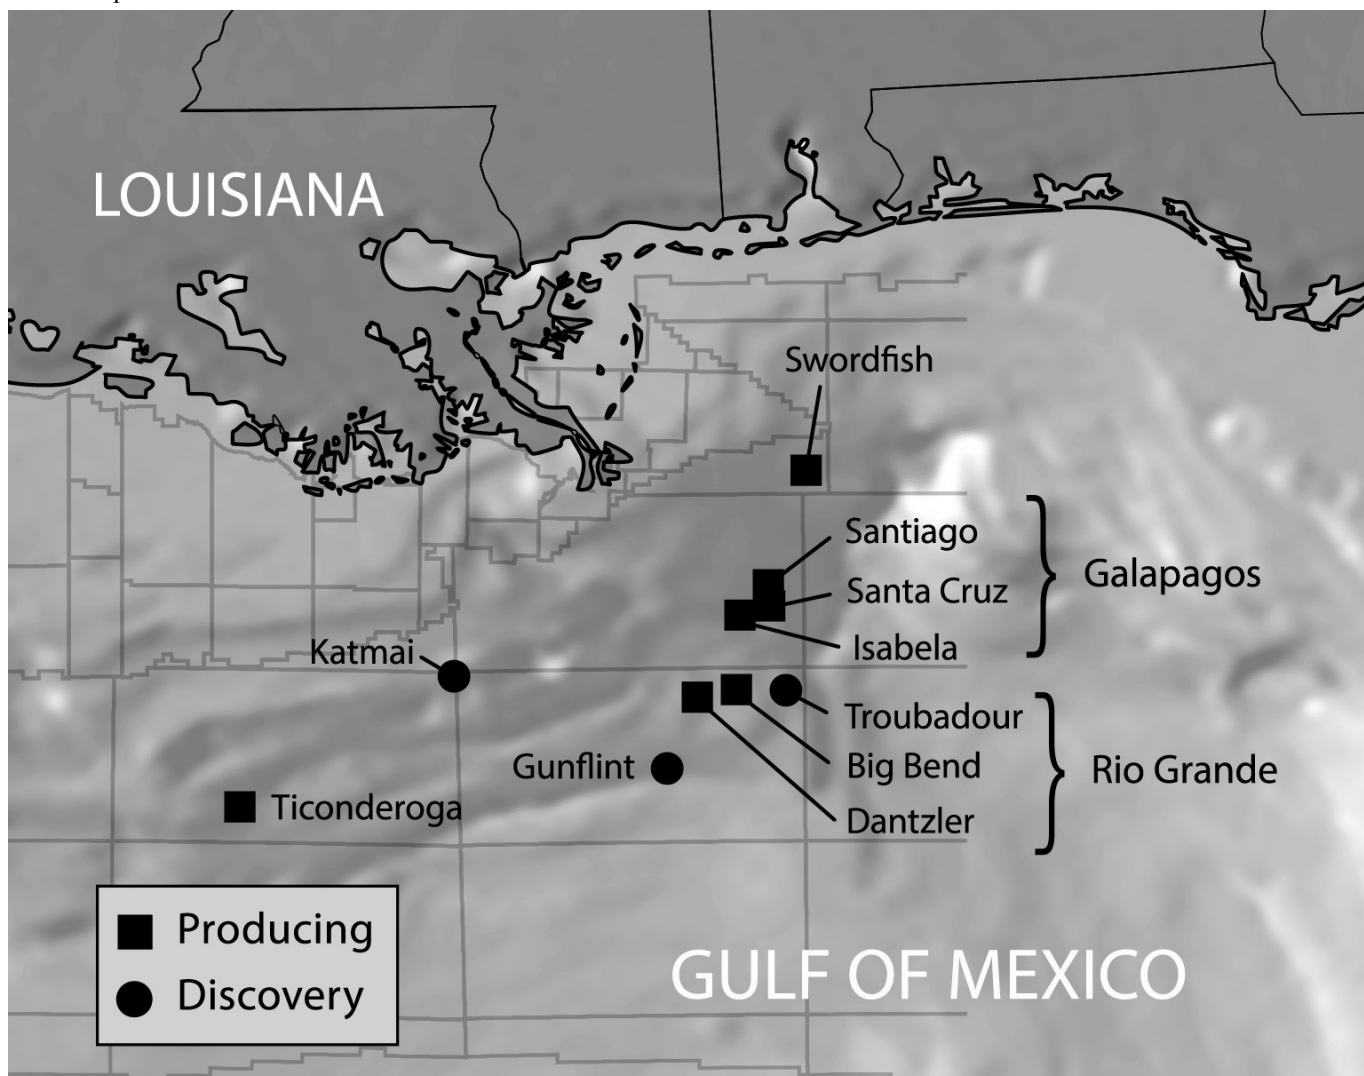 LOUISIANA
Swordfish
Santiago
Galapagos
Santa Cruz
Isabela
Katmai
Troubadour
Gunflint
Big Bend
Rio Grande
Ticonderoga
Dantzler
Producing
Discovery
GULF OF MEXICO